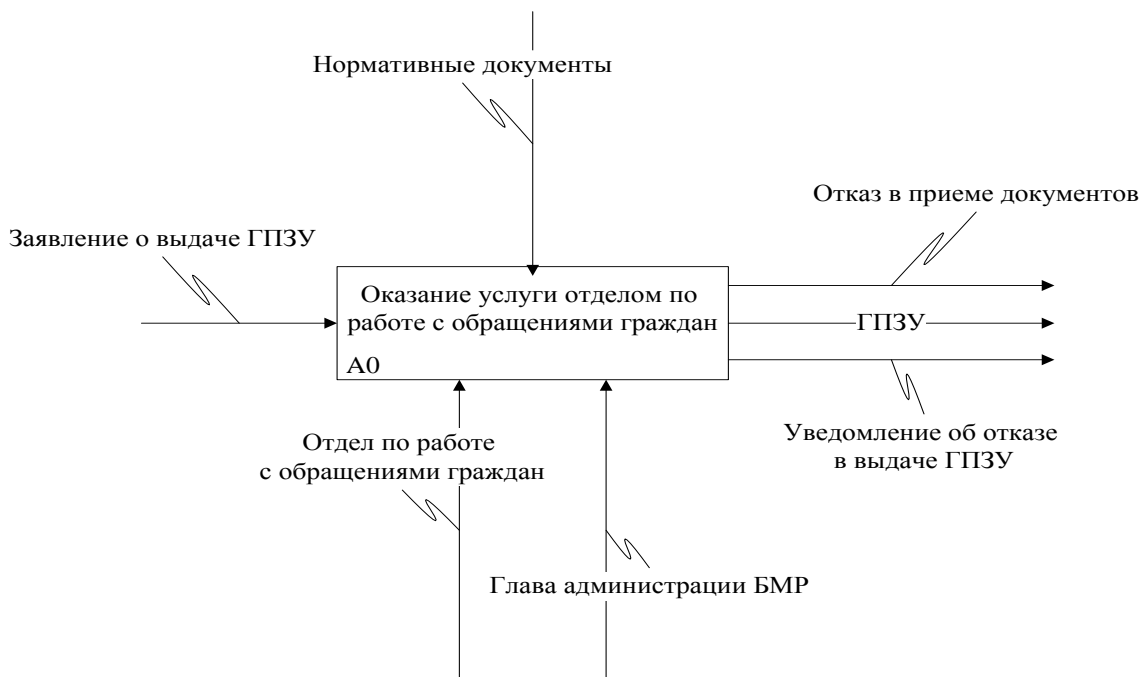 Нормативные документы
Отказ в приеме документов
Заявление о выдаче ГПЗУ
Оказание услуги отделом по
работе с обращениями граждан
ГПЗУ
А0
Уведомление об отказе
в выдаче ГПЗУ
Отдел по работе
с обращениями граждан
Глава администрации БМР